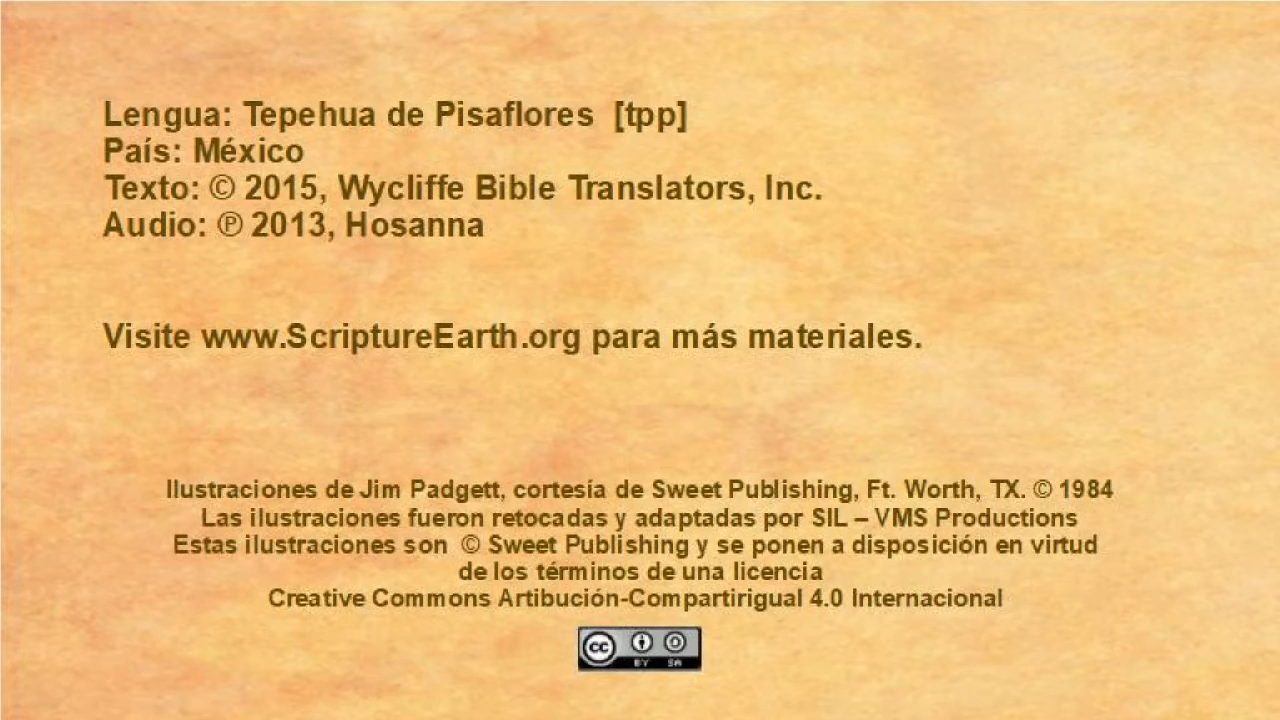 Lengua: Tepehua de Pisaflores  [tpp]
País: México
Texto: © 2015, Wycliffe Bible Translators, Inc.
Audio: ℗ 2013, Hosanna
Visite www.ScriptureEarth.org para más materiales.
Ilustraciones de Jim Padgett, cortesía de Sweet Publishing, Ft. Worth, TX. © 1984
Las ilustraciones fueron retocadas y adaptadas por SIL – VMS Productions
Estas ilustraciones son  © Sweet Publishing y se ponen a disposición en virtud
de los términos de una licencia
Creative Commons Artibución-Compartirigual 4.0 Internacional
cc BY SA